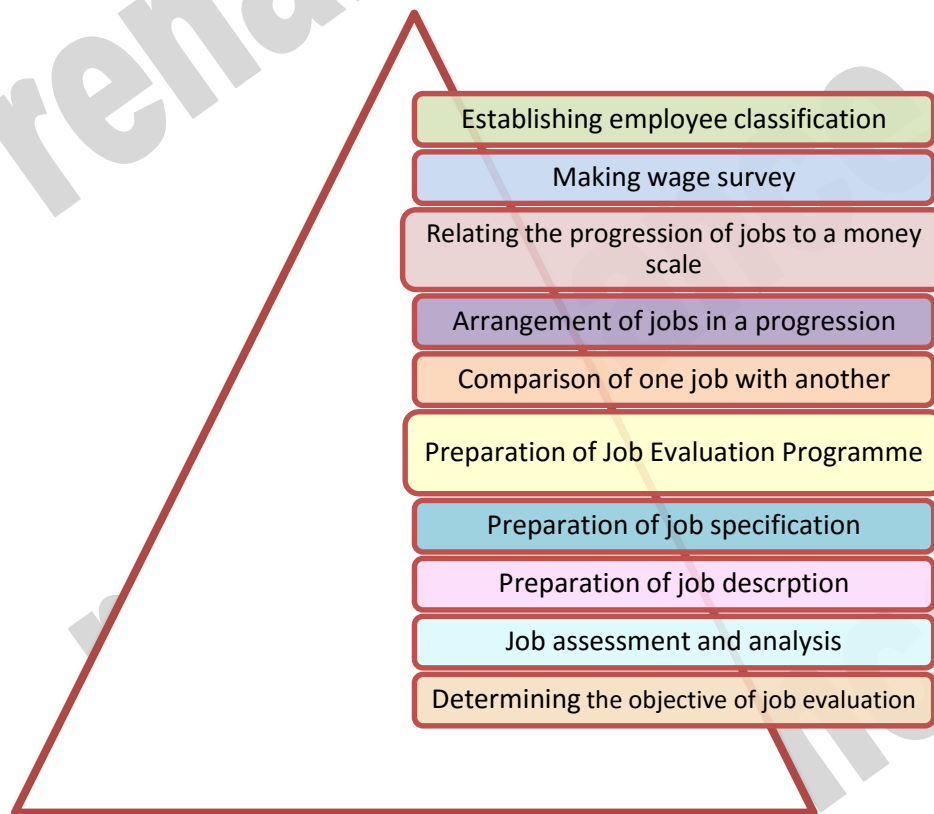 Establishing employee classification
Making wage survey
Relating the progression of jobs to a money
scale
Arrangement of jobs in a progression
Comparison of one job with another
Preparation of Job Evaluation Programme
Preparation of job specification
Preparation of job descrption
Job assessment and analysis
Determining the objective of job evaluation